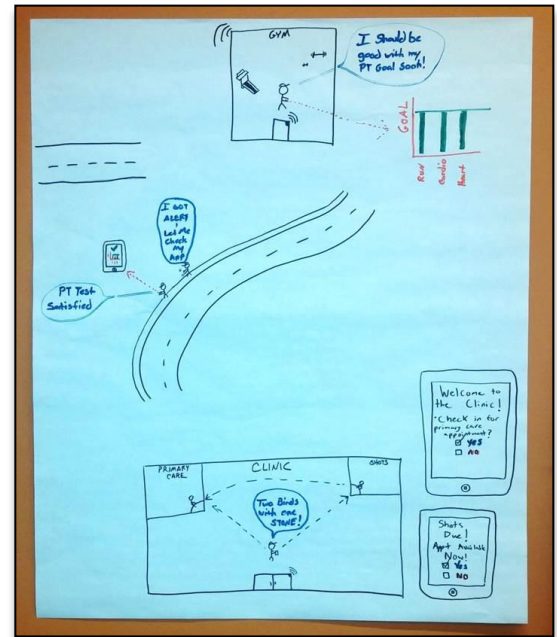 GYM
I Should be
good with my
PT Goal Soon!
GOAL
Run
Cardio
Heart
I GOT
ALERT,
Let Me
Check
My
APP
PT Test
Satisfied
Welcome to
the Clinic!
Check in for
primary care
appointment?
YES
NO
PRIMARY
CARE
CLINIC
SHOTS
Two Birds
with one
STONE!
Shots
Due!
Appt Available
Now!
Yes
NO